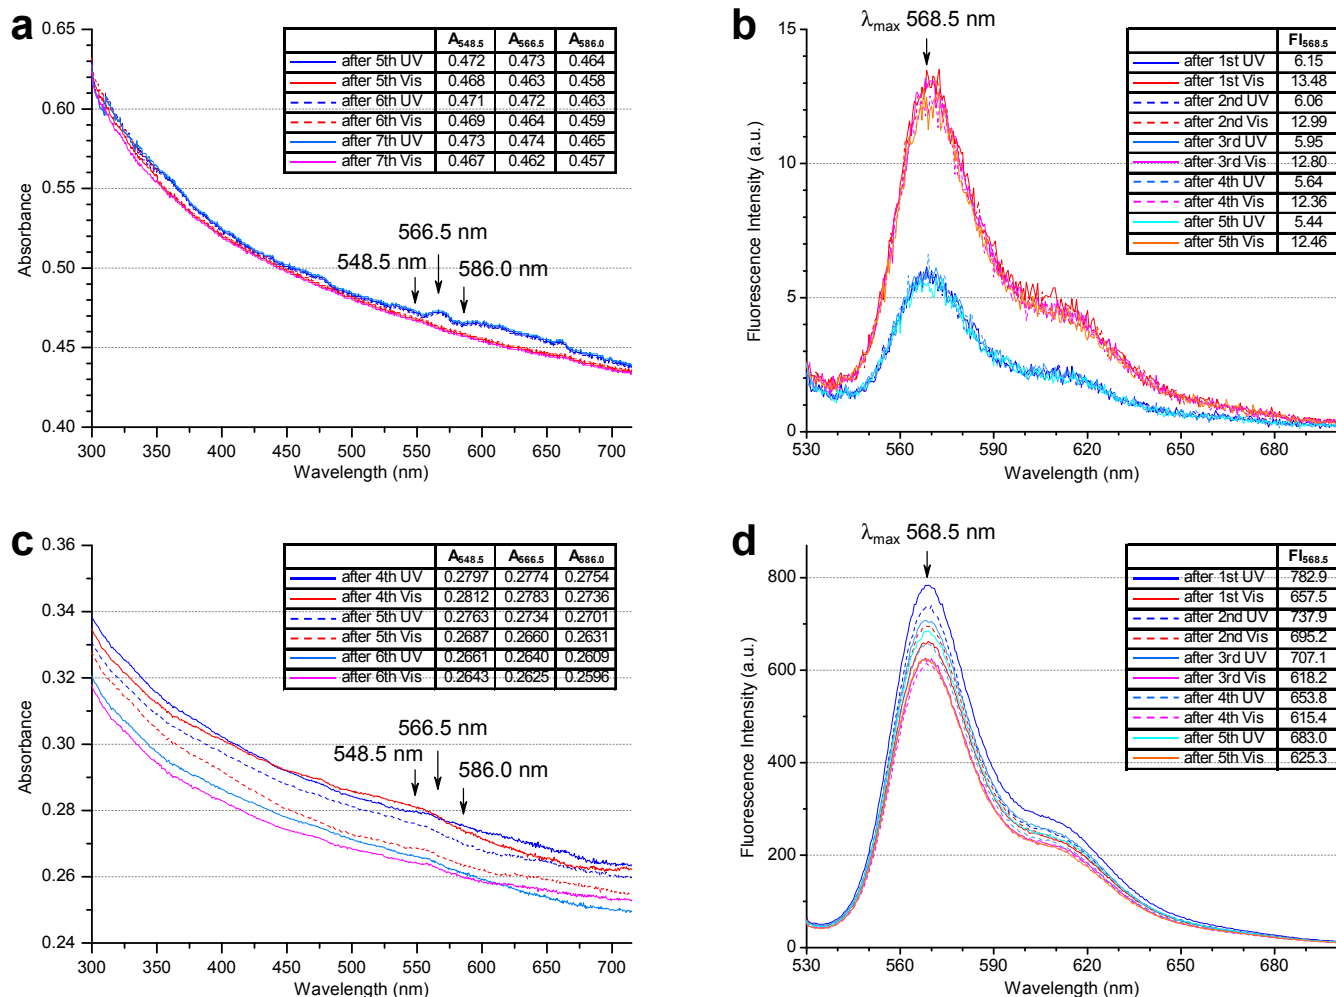 a
A548.5 A566.5 A586.0
after 5th UV 0.472 0.473 0.464
after 5th Vis 0.468 0.463 0.458
after 6th UV 0.471 0.472 0.463
after 6th Vis 0.469 0.464 0.459
after 7th UV 0.473 0.474 0.465
after 7th Vis 0.467 0.462 0.457
566.5 nm
548.5 nm
586.0 nm
Absorbance
0.65
0.60
0.55
0.50
0.45
0.40
300 350 400 450 500 550 600 650 700
Wavelength (nm)
b
λmax 568.5 nm
FI568.5
after 1st UV 6.15
after 1st Vis 13.48
after 2nd UV 6.06
after 2nd Vis 12.99
after 3rd UV 5.95
after 3rd Vis 12.80
after 4th UV 5.64
after 4th Vis 12.36
after 5th UV 5.44
after 5th Vis 12.46
Fluorescence Intensity (a.u.)
15
10
5
0
530 560 590 620 650 680
Wavelength (nm)
c
A548.5 A566.5 A586.0
after 4th UV 0.2797 0.2774 0.2754
after 4th Vis 0.2812 0.2783 0.2736
after 5th UV 0.2763 0.2734 0.2701
after 5th Vis 0.2687 0.2660 0.2631
after 6th UV 0.2661 0.2640 0.2609
after 6th Vis 0.2643 0.2625 0.2596
566.5 nm
548.5 nm
586.0 nm
Absorbance
0.36
0.34
0.32
0.30
0.28
0.26
0.24
300 350 400 450 500 550 600 650 700
Wavelength (nm)
d
λmax 568.5 nm
FI568.5
after 1st UV 782.9
after 1st Vis 657.5
after 2nd UV 737.9
after 2nd Vis 695.2
after 3rd UV 707.1
after 3rd Vis 618.2
after 4th UV 653.8
after 4th Vis 615.4
after 5th UV 683.0
after 5th Vis 625.3
Fluorescence Intensity (a.u.)
800
600
400
200
0
530 560 590 620 650 680
Wavelength (nm)